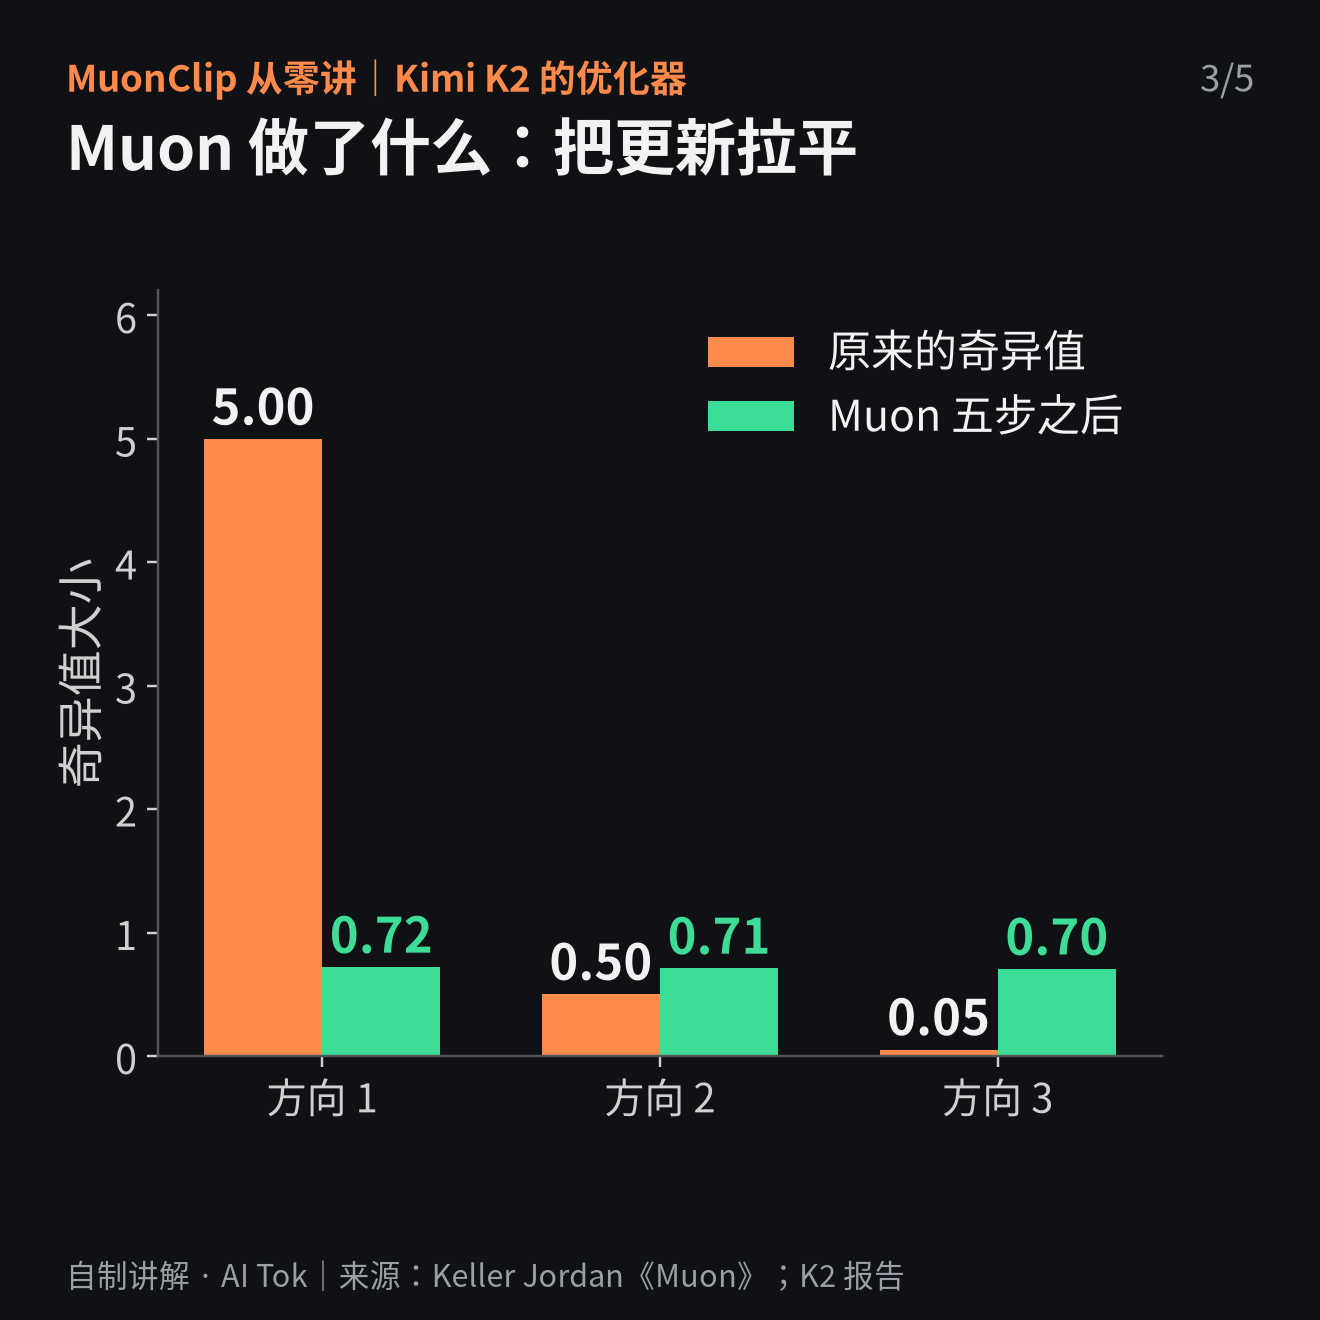 MuonClip 从零讲｜Kimi K2 的优化器
3/5
Muon 做了什么：把更新拉平
原来的奇异值
Muon 五步之后
奇异值大小
6
5
4
3
2
1
0
5.00
0.72
0.50
0.71
0.05
0.70
方向 1
方向 2
方向 3
自制讲解 · AI Tok｜来源：Keller Jordan《Muon》；K2 报告